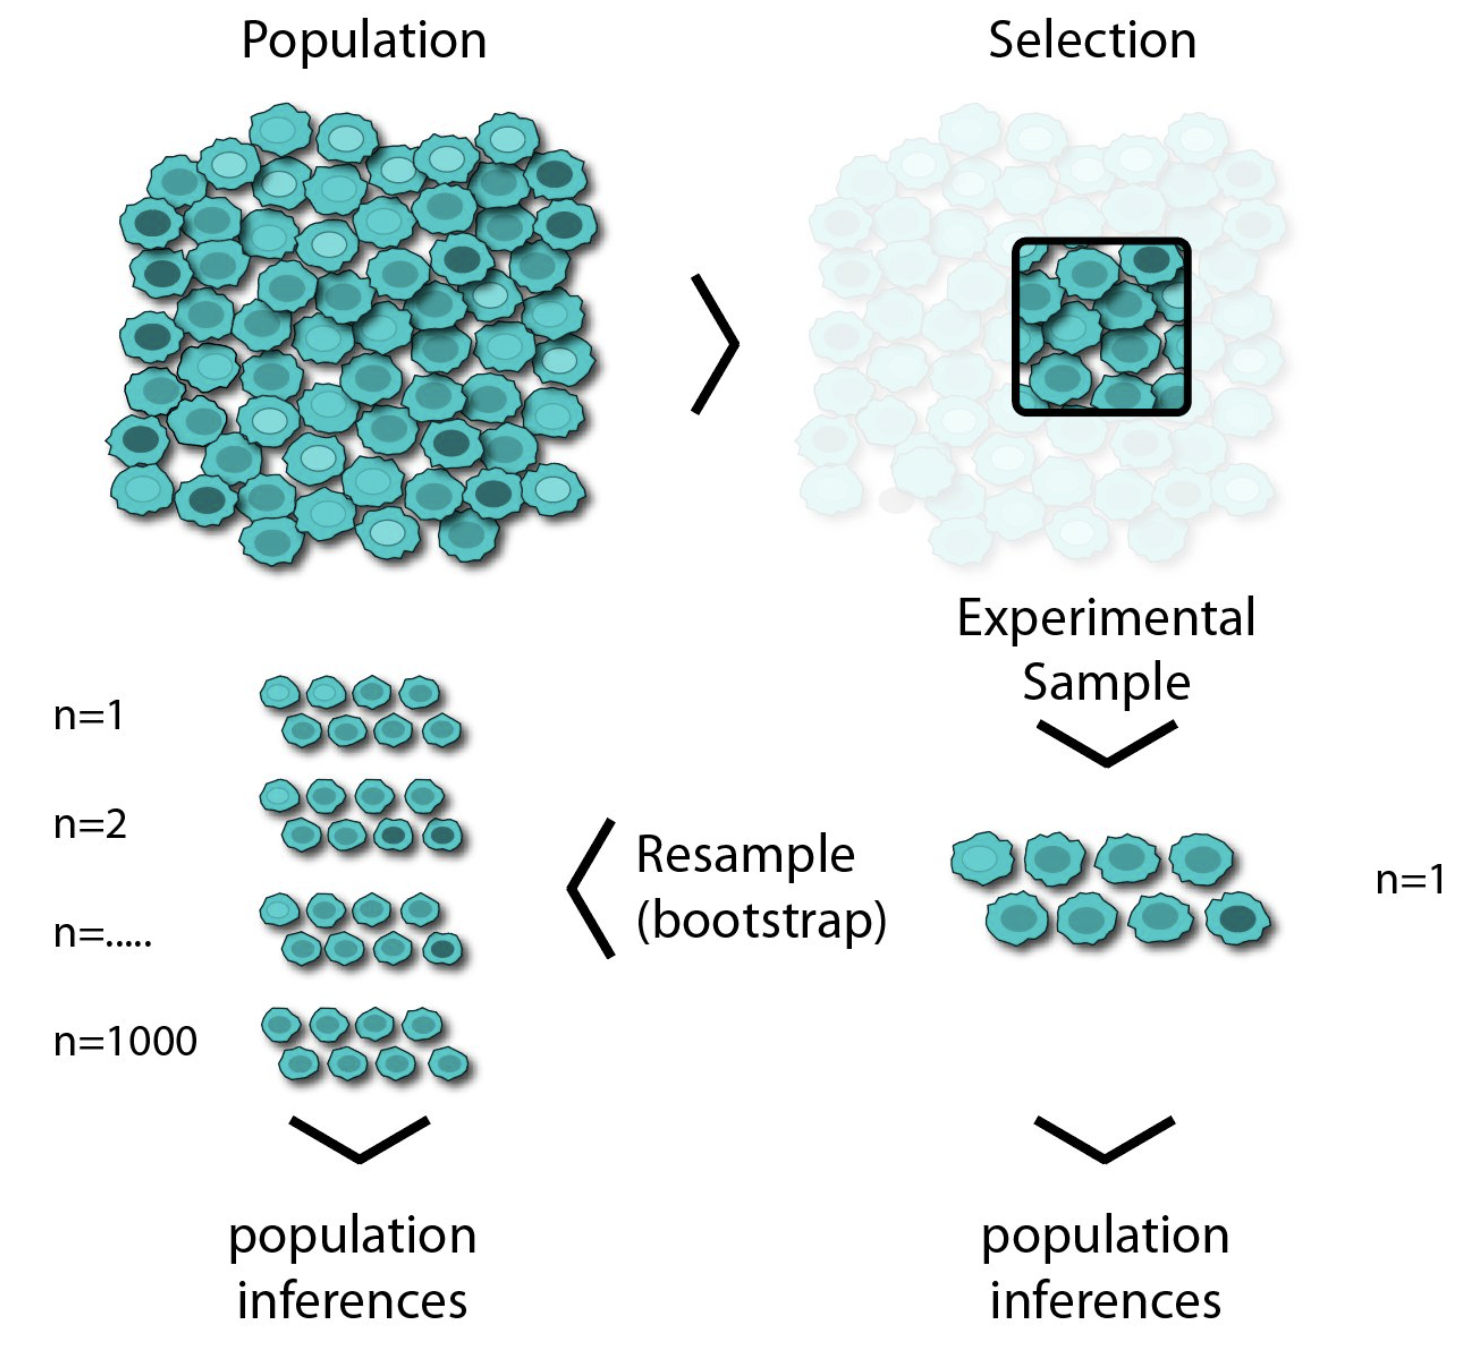 Population
Selection
Experimental
Sample
n=1
n=2
n=.....
n=1000
Resample
(bootstrap)
n=1
population
inferences
population
inferences